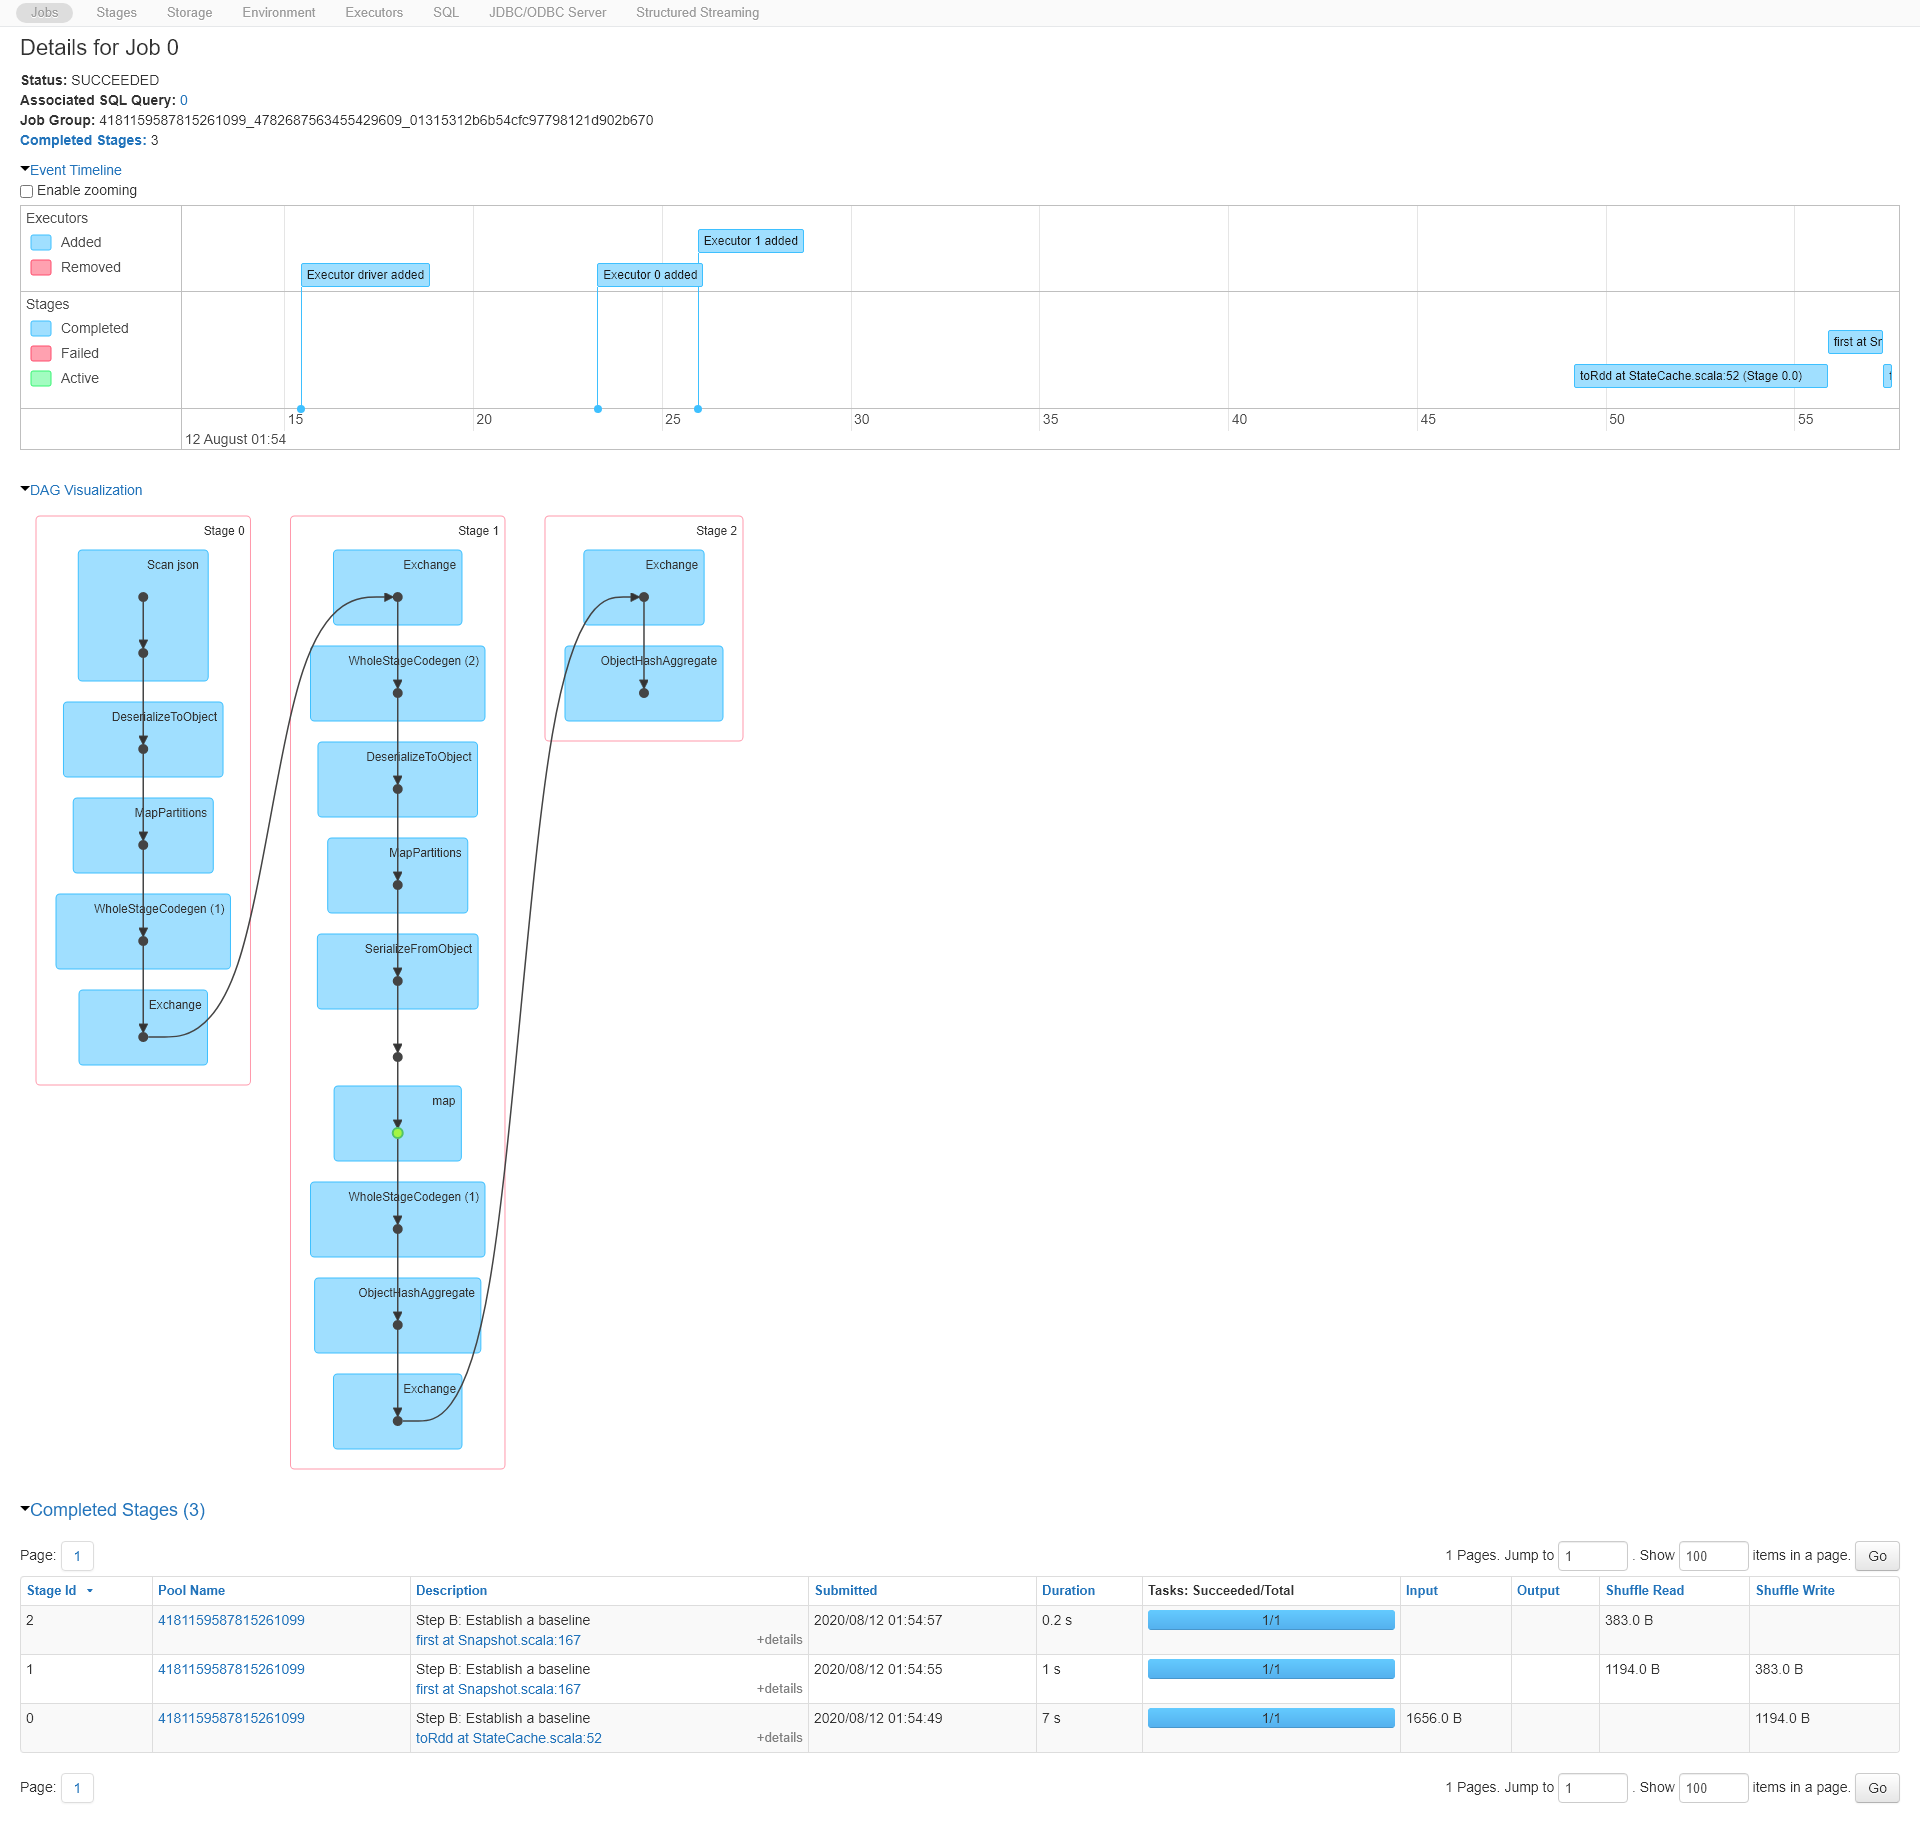 Jobs Stages Storage Environment Executors SQL JDBC/ODBC Server Structured Streaming
Details for Job 0
Status: SUCCEEDED
Associated SQL Query: 0
Job Group: 4181159587815261099_4782687563455429609_01315312b6b54cfc97798121d902b670
Completed Stages: 3
Event Timeline
Enable zooming
Executors
Added
Removed
Executor driver added
Executor 0 added
Executor 1 added
Stages
Completed
Failed
Active
first at Sr
toRdd at StateCache.scala:52 (Stage 0.0)
15 20 25 30 35 40 45 50 55
12 August 01:54
DAG Visualization
Stage 0
Scan json
DeserializeToObject
MapPartitions
WholeStageCodegen (1)
Exchange
Stage 1
Exchange
WholeStageCodegen (2)
DeserializeToObject
MapPartitions
SerializeFromObject
map
WholeStageCodegen (1)
ObjectHashAggregate
Exchange
Stage 2
Exchange
ObjectHashAggregate
Completed Stages (3)
Page: 1 1 Pages. Jump to 1 . Show 100 items in a page. Go
Stage Id Pool Name Description Submitted Duration Tasks: Succeeded/Total Input Output Shuffle Read Shuffle Write
2 4181159587815261099 Step B: Establish a baseline 2020/08/12 01:54:57 0.2 s 1/1 383.0 B
first at Snapshot.scala:167 +details
1 4181159587815261099 Step B: Establish a baseline 2020/08/12 01:54:55 1 s 1/1 1194.0 B 383.0 B
first at Snapshot.scala:167 +details
0 4181159587815261099 Step B: Establish a baseline 2020/08/12 01:54:49 7 s 1/1 1656.0 B 1194.0 B
toRdd at StateCache.scala:52 +details
Page: 1 1 Pages. Jump to 1 . Show 100 items in a page. Go